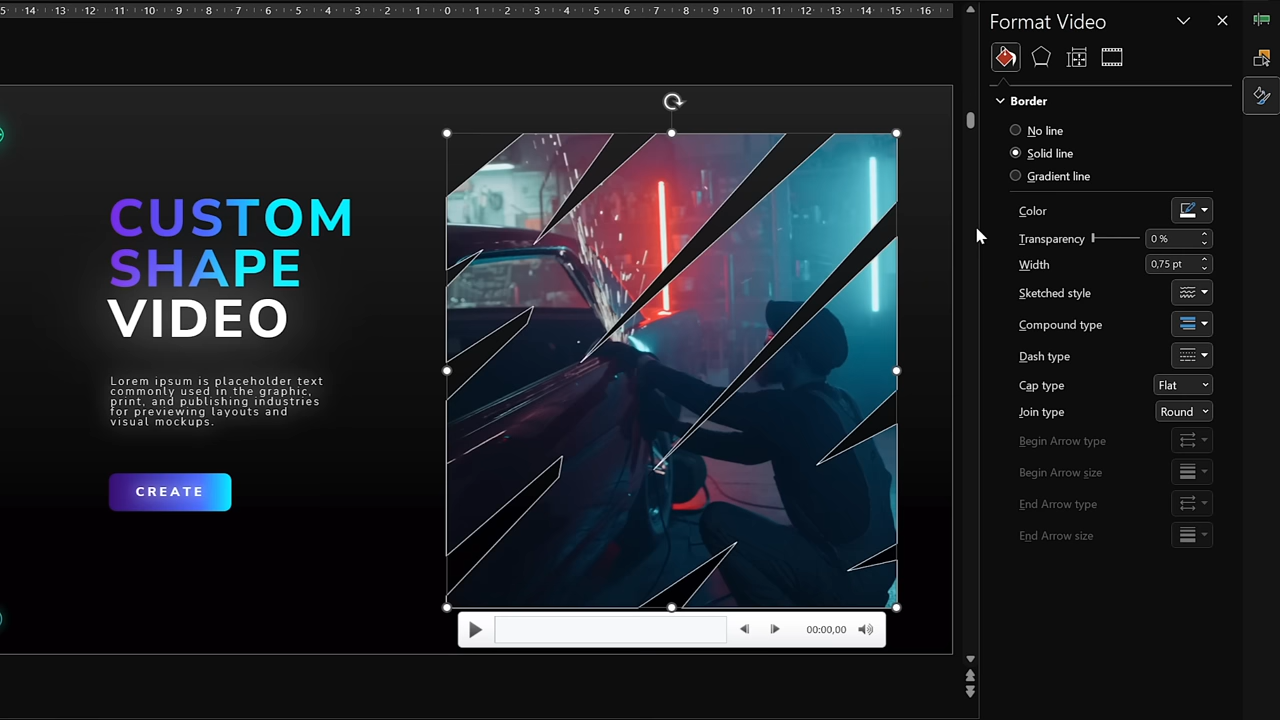 5 · 14 · 13 · 12 · 11 · 10 · 9 · 8 · 7 · 6 · 5 · 4 · 3 · 2 · 1 · 0 · 1 · 2 · 3 · 4 · 5 · 6 · 7 · 8 · 9 · 10 · 11 · 12 · 13 · 14 · 15 · 16
CUSTOM
SHAPE
VIDEO
Lorem ipsum is placeholder text
commonly used in the graphic,
print, and publishing industries
for previewing layouts and
visual mockups.
CREATE
00:00,00
Format Video
Border
No line
Solid line
Gradient line
Color
Transparency 0 %
Width 0,75 pt
Sketched style
Compound type
Dash type
Cap type Flat
Join type Round
Begin Arrow type
Begin Arrow size
End Arrow type
End Arrow size